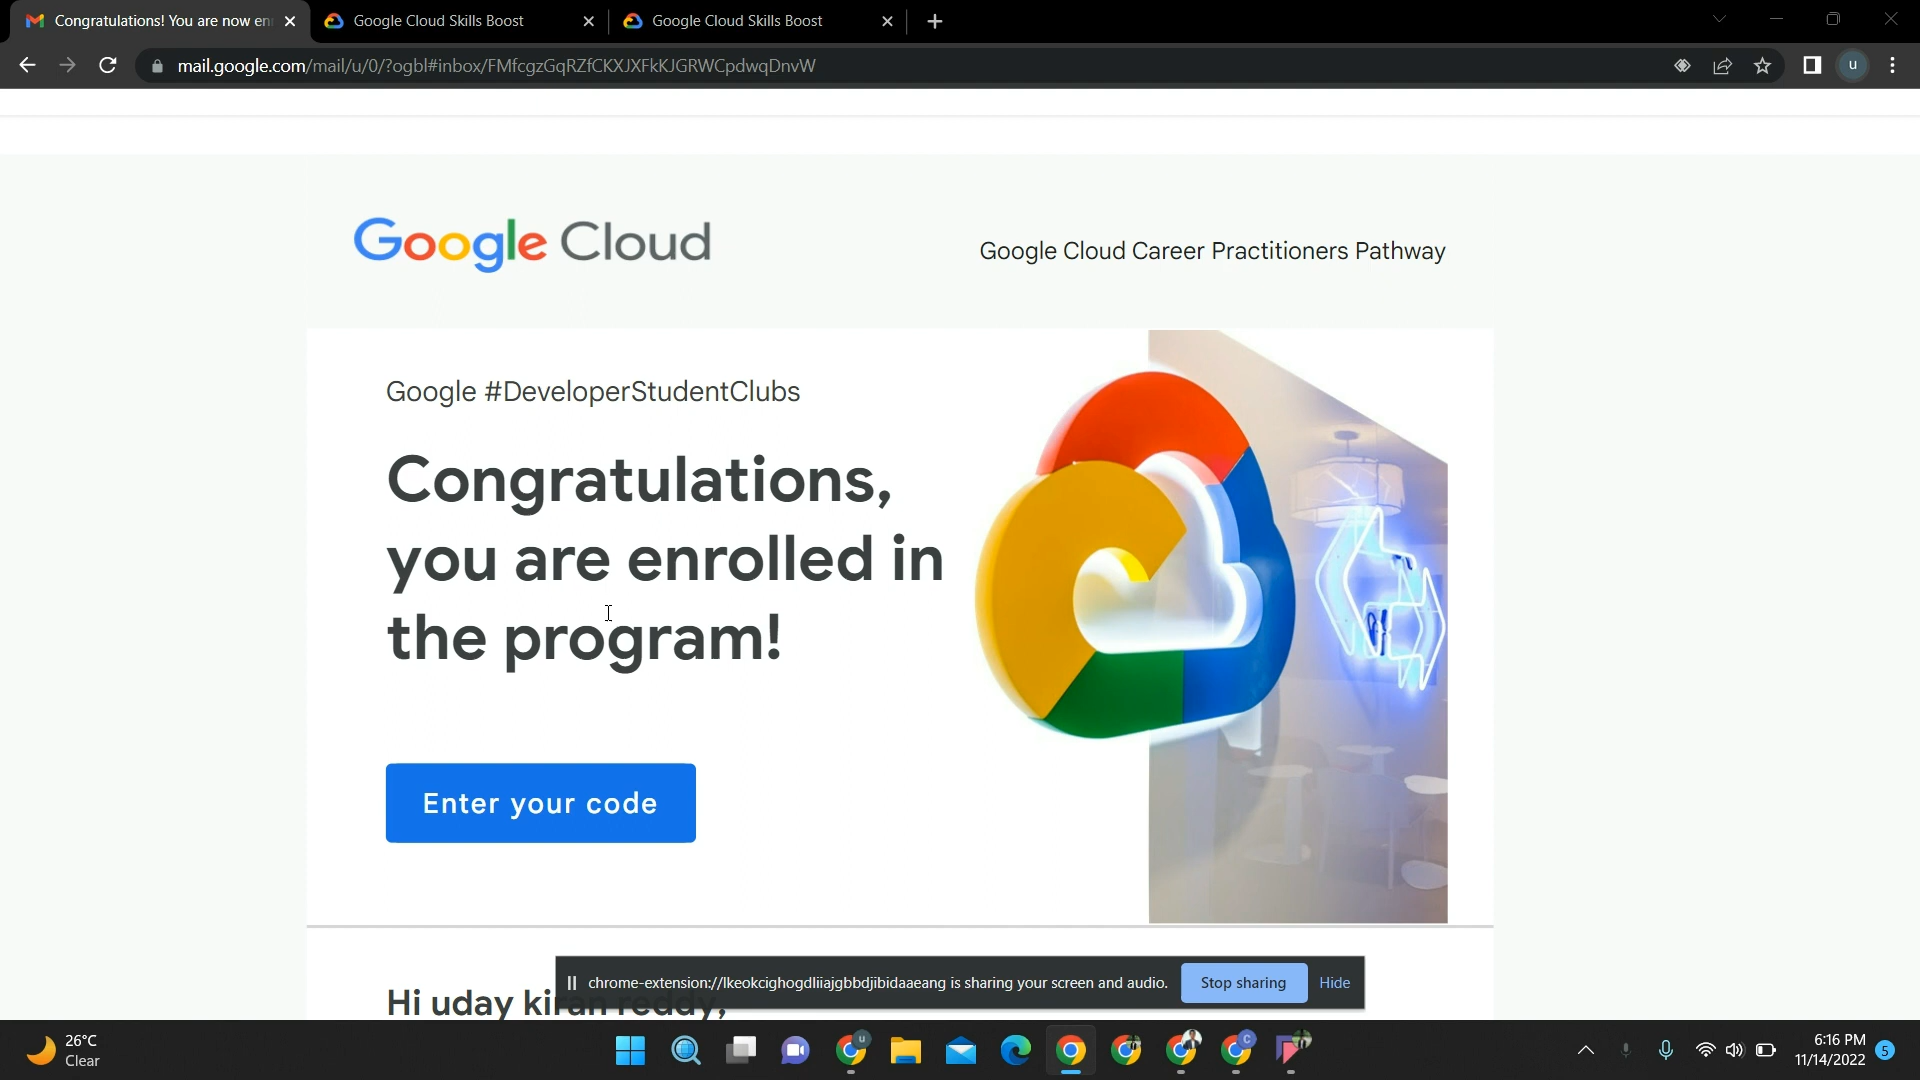 Congratulations! You are now en
Google Cloud Skills Boost
Google Cloud Skills Boost
mail.google.com/mail/u/0/?ogbl#inbox/FMfcgzGqRZfCKXJXFkKJGRWCpdwqDnvW
u
Google Cloud
Google Cloud Career Practitioners Pathway
Google #DeveloperStudentClubs
Congratulations,
you are enrolled in
the program!
Enter your code
Hi uday kiran reddy,
chrome-extension://lkeokcighogdliiajgbbdjibidaaeang is sharing your screen and audio.
Stop sharing
Hide
26°C
Clear
u
C
6:16 PM
11/14/2022
5